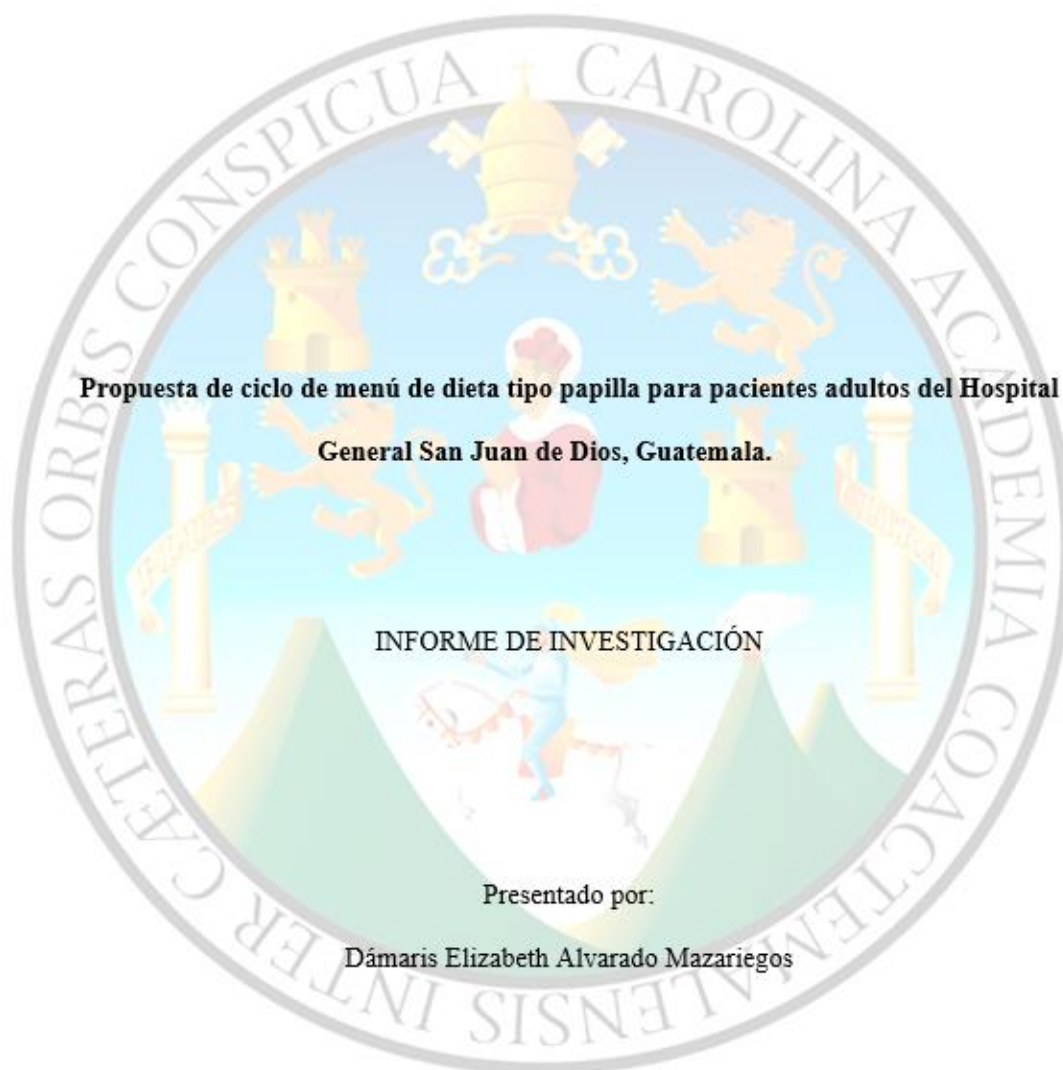 CAROLINA ACADEMIA COACTEMALENSIS INTER CÆTERAS ORBIS CONSPICUA
Propuesta de ciclo de menú de dieta tipo papilla para pacientes adultos del Hospital
General San Juan de Dios, Guatemala.
INFORME DE INVESTIGACIÓN
Presentado por:
Dámaris Elizabeth Alvarado Mazariegos